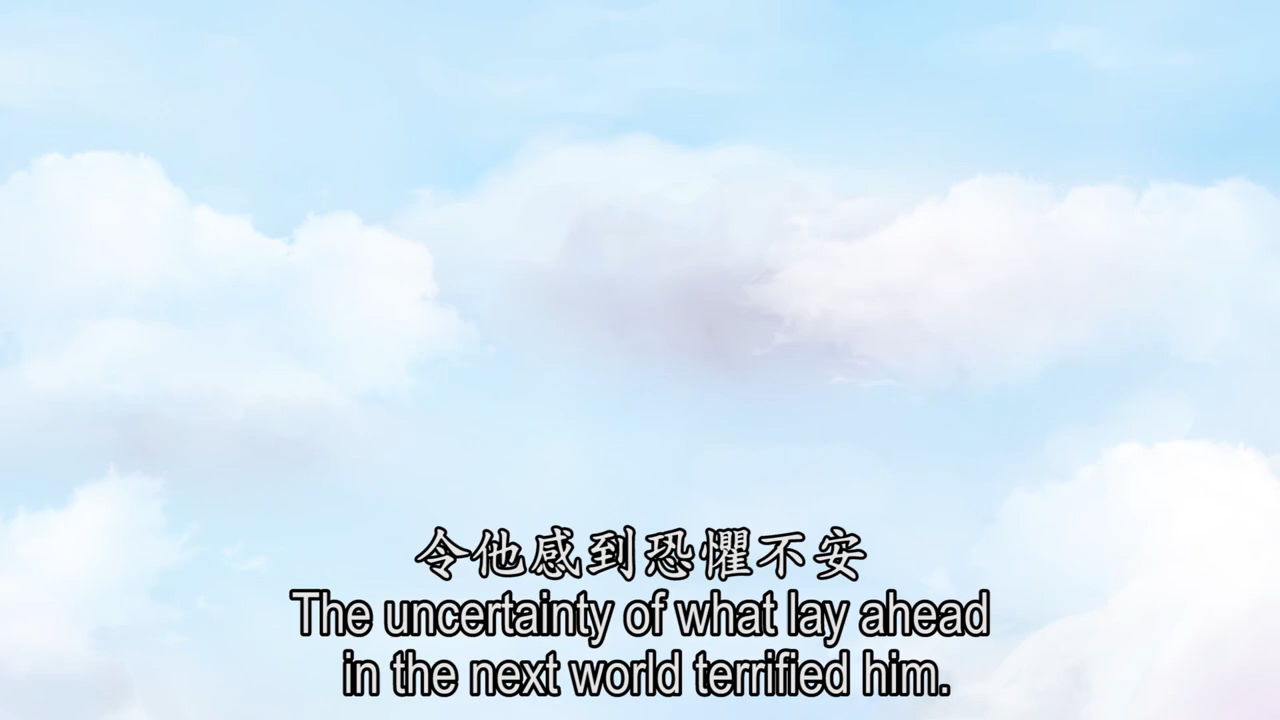 令他感到恐懼不安
The uncertainty of what lay ahead
in the next world terrified him.